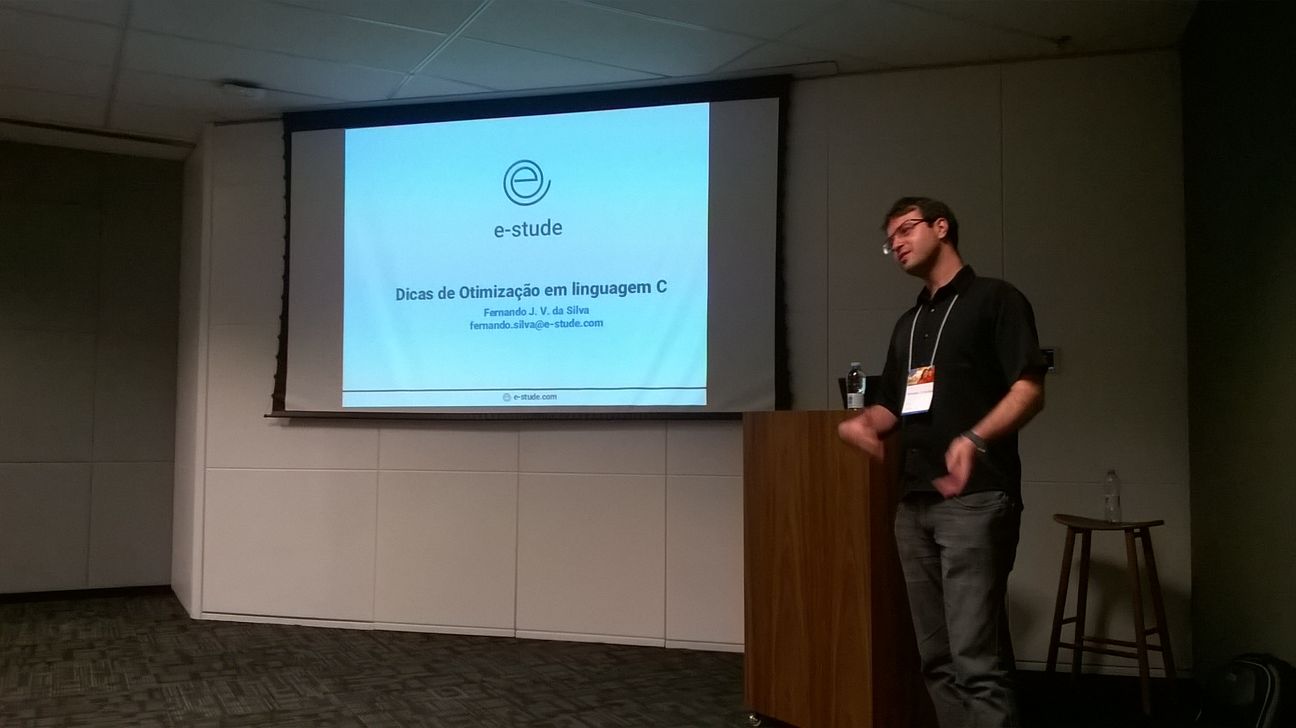 e-stude
Dicas de Otimização em linguagem C
Fernando J. V. da Silva
fernando.silva@e-stude.com
e-stude.com